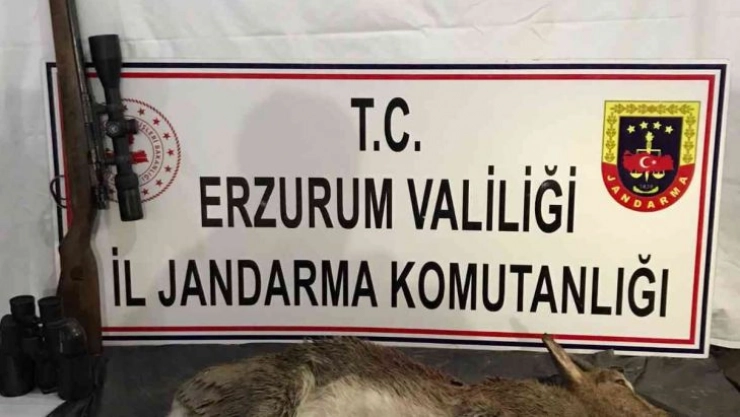 T.C.
ERZURUM VALİLİĞİ
İL JANDARMA KOMUTANLIĞI
JANDARMA